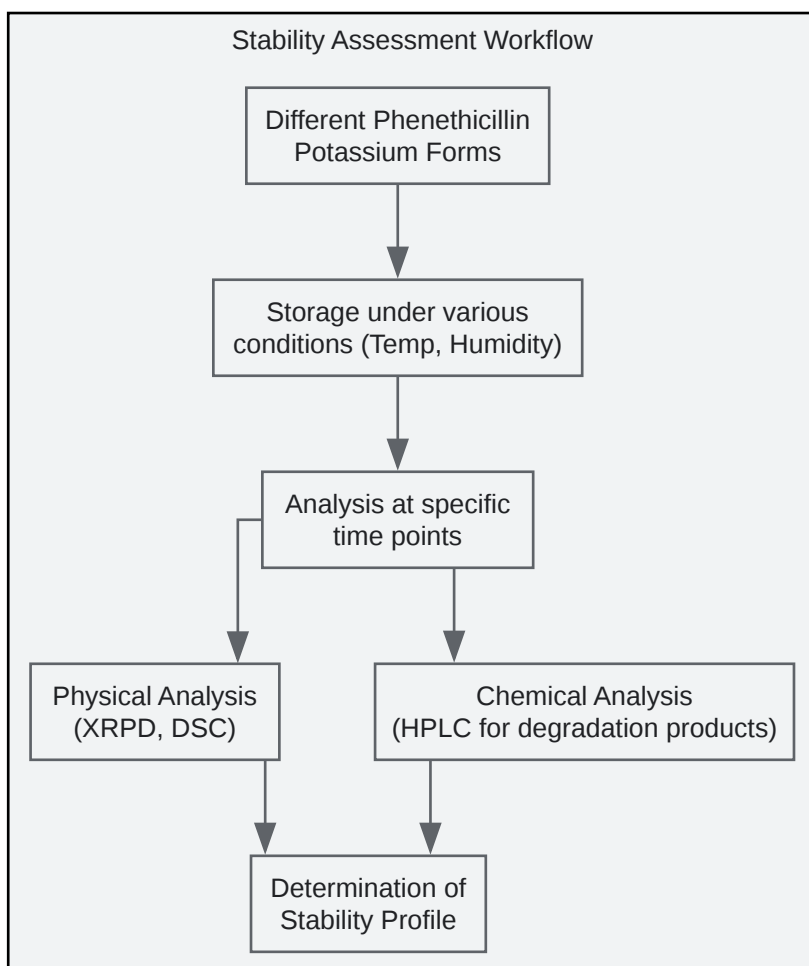 Stability Assessment Workflow
Different Phenethicillin
Potassium Forms
Storage under various
conditions (Temp, Humidity)
Analysis at specific
time points
Physical Analysis
(XRPD, DSC)
Chemical Analysis
(HPLC for degradation products)
Determination of
Stability Profile